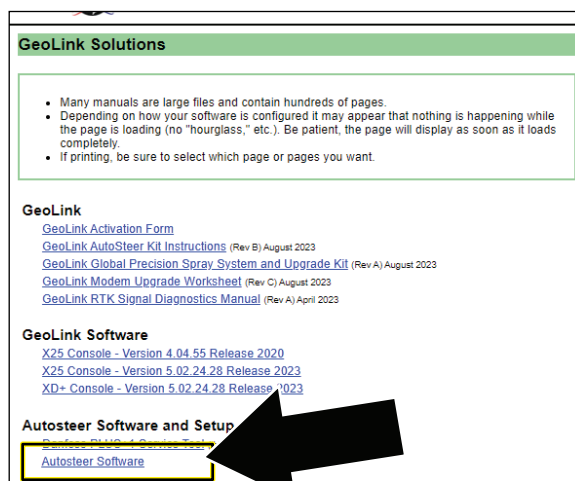 GeoLink Solutions
• Many manuals are large files and contain hundreds of pages.
• Depending on how your software is configured it may appear that nothing is happening while
the page is loading (no "hourglass," etc.). Be patient, the page will display as soon as it loads
completely.
• If printing, be sure to select which page or pages you want.
GeoLink
GeoLink Activation Form
GeoLink AutoSteer Kit Instructions (Rev B) August 2023
GeoLink Global Precision Spray System and Upgrade Kit (Rev A) August 2023
GeoLink Modem Upgrade Worksheet (Rev C) August 2023
GeoLink RTK Signal Diagnostics Manual (Rev A) April 2023
GeoLink Software
X25 Console - Version 4.04.55 Release 2020
X25 Console - Version 5.02.24.28 Release 2023
XD+ Console - Version 5.02.24.28 Release 2023
Autosteer Software and Setup
Danfoss PLUS+1 Service Tool
Autosteer Software